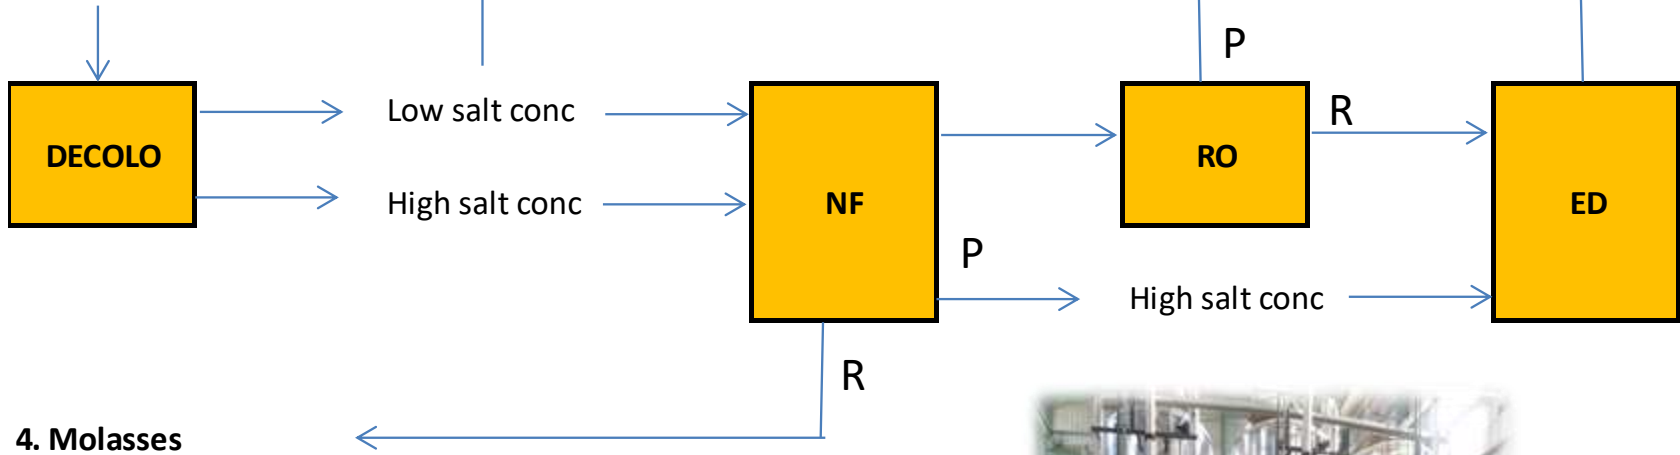 P
Low salt conc
R
DECOLO
RO
High salt conc
NF
ED
P
High salt conc
R
4. Molasses